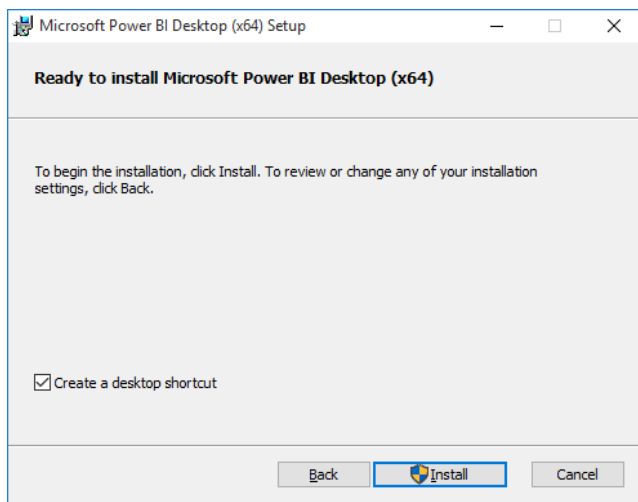 Microsoft Power BI Desktop (x64) Setup
Ready to install Microsoft Power BI Desktop (x64)
To begin the installation, click Install. To review or change any of your installation
settings, click Back.
Create a desktop shortcut
Back
Install
Cancel